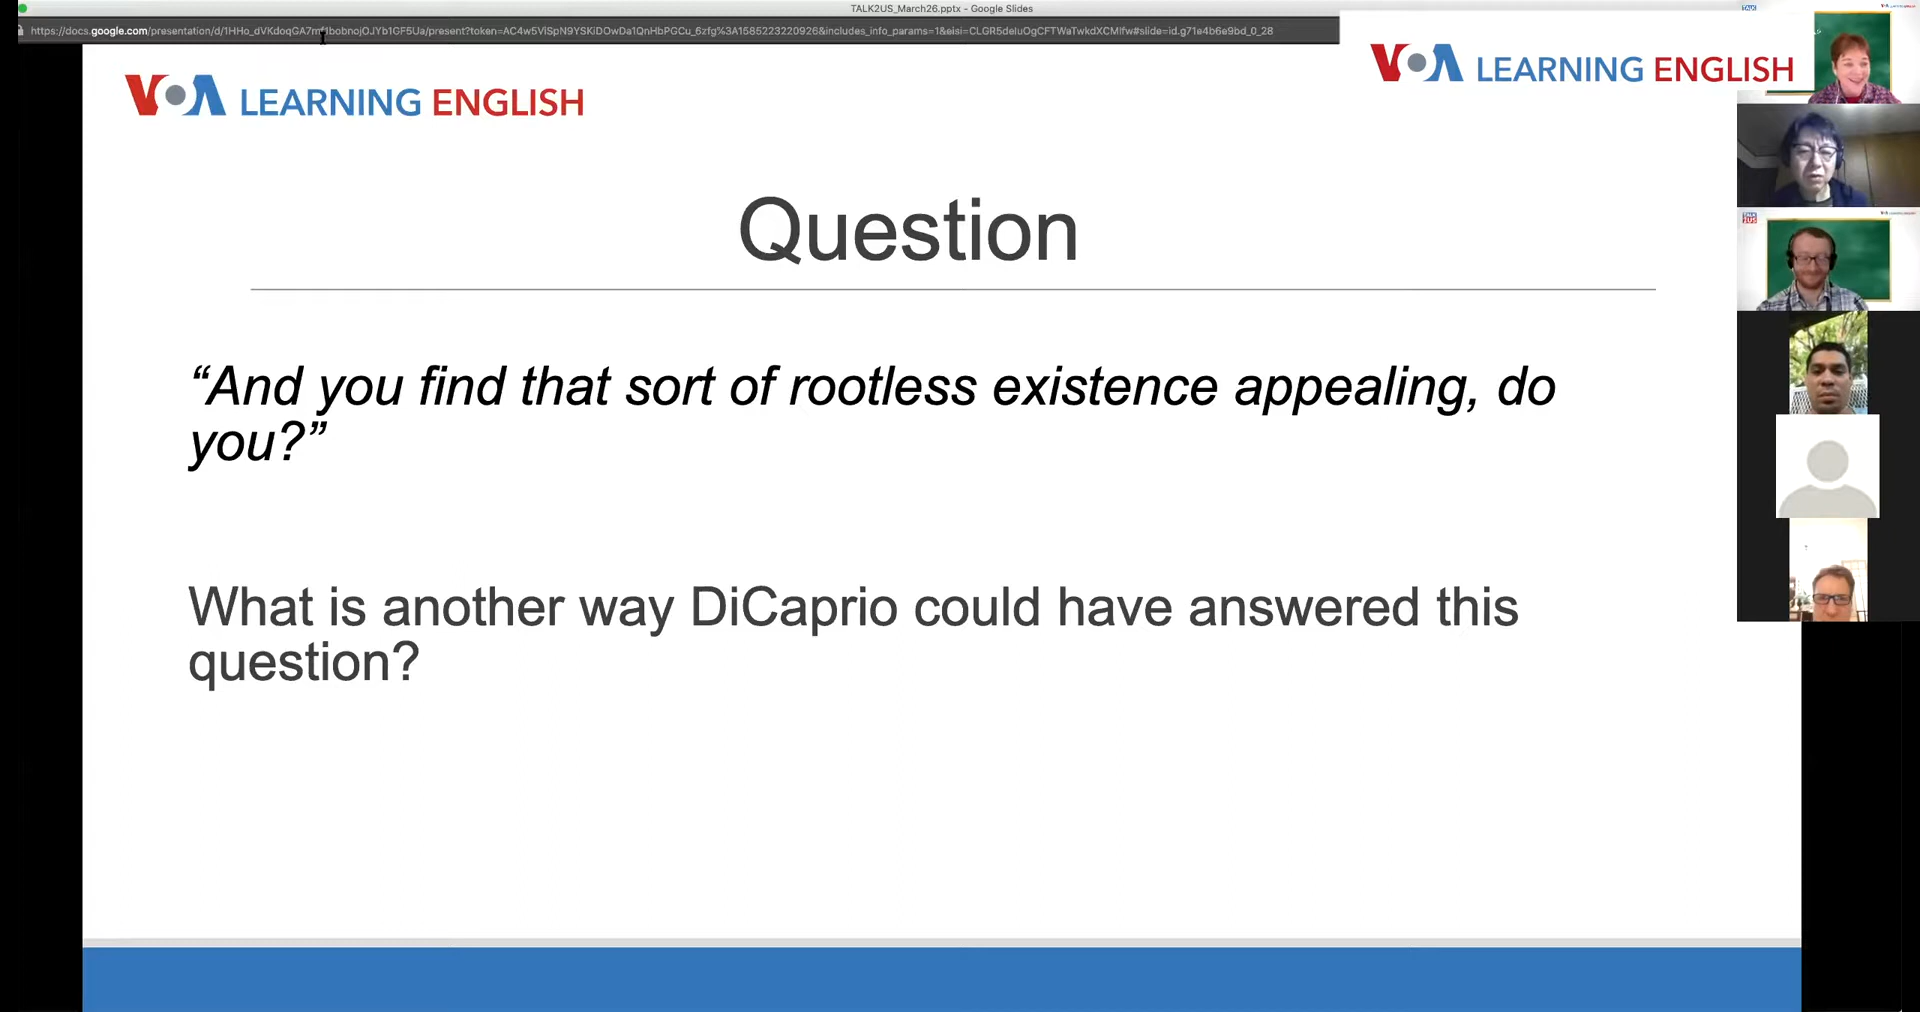 TALK2US_March26.pptx - Google Slides
VOA LEARNING ENGLISH
VOA LEARNING ENGLISH
Question
“And you find that sort of rootless existence appealing, do
you?”
What is another way DiCaprio could have answered this
question?